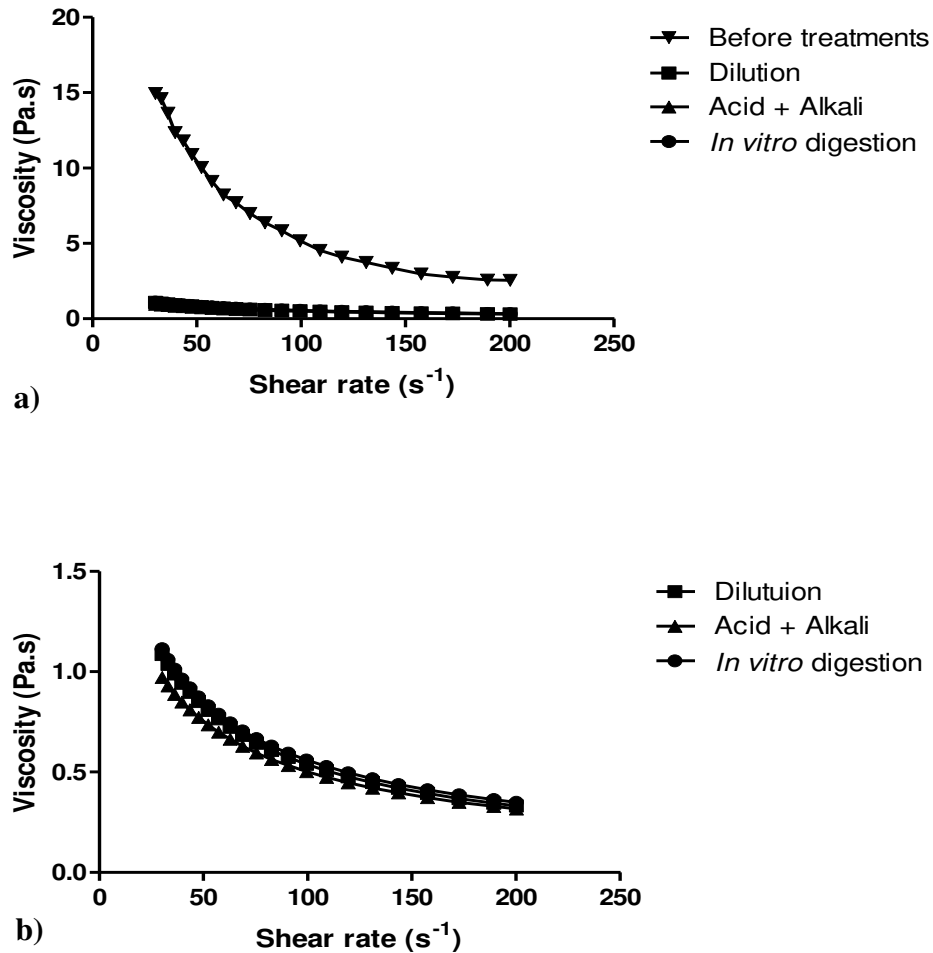 20
15
10
5
0
0 50 100 150 200 250
Viscosity (Pa.s)
Shear rate (s⁻¹)
Before treatments
Dilution
Acid + Alkali
In vitro digestion
a)
1.5
1.0
0.5
0.0
0 50 100 150 200 250
Viscosity (Pa.s)
Shear rate (s⁻¹)
Dilutuion
Acid + Alkali
In vitro digestion
b)